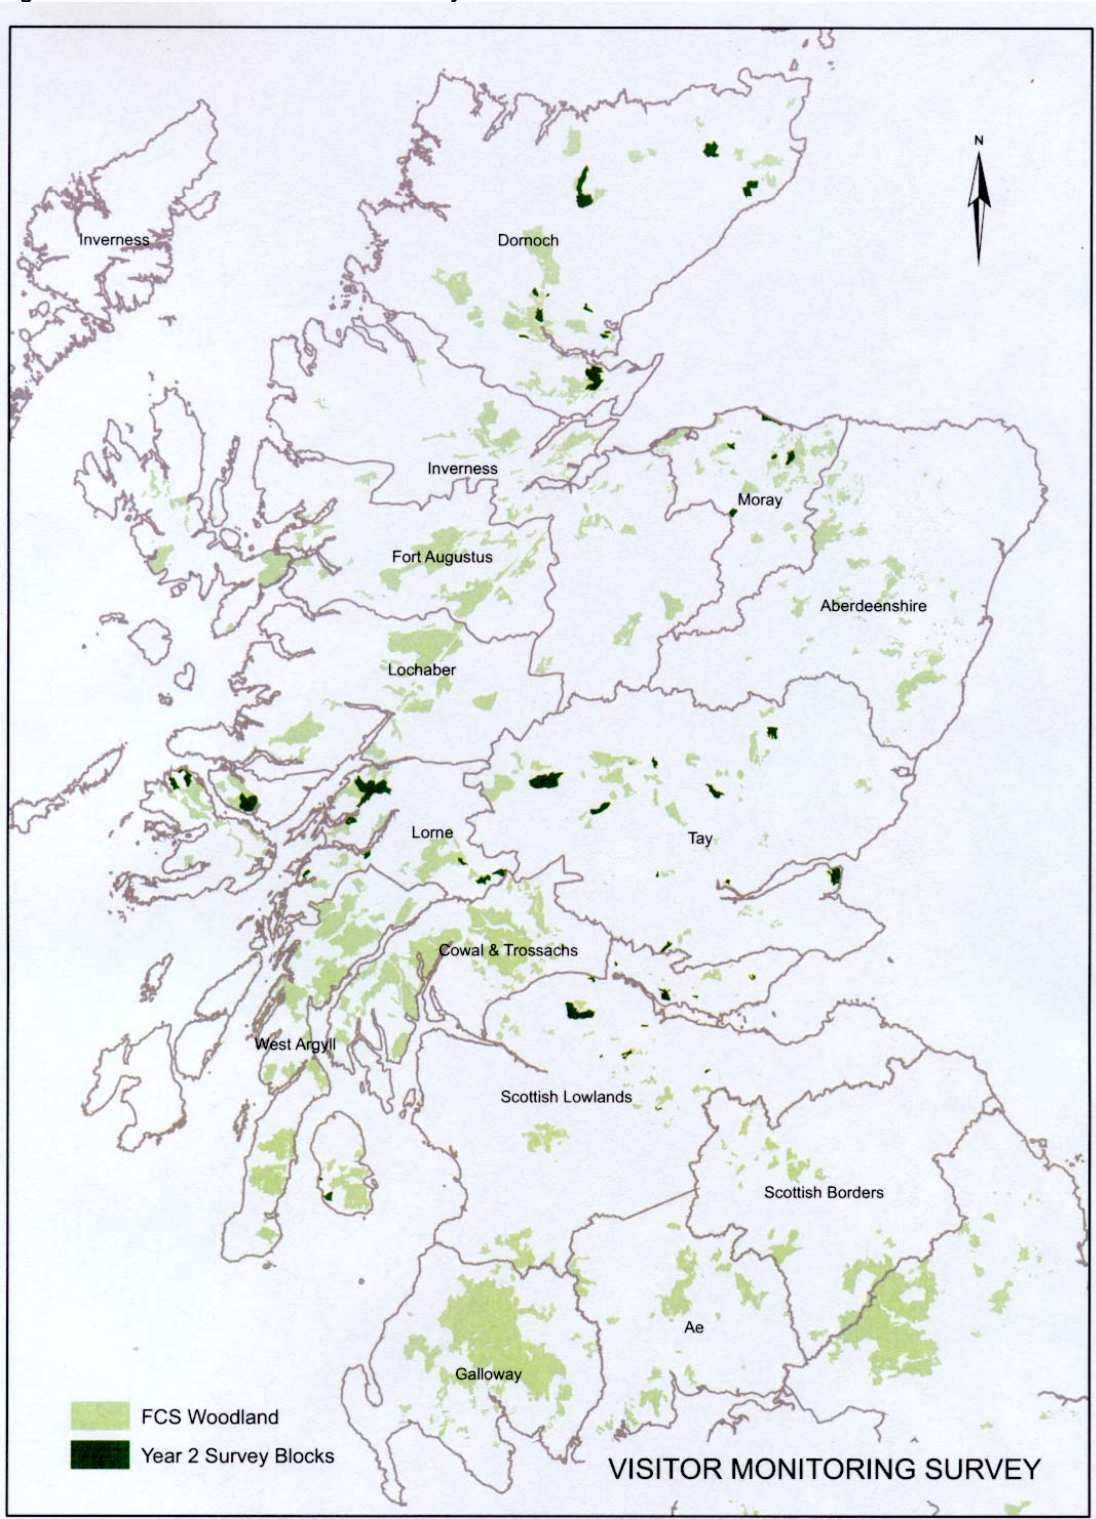 N
Inverness
Dornoch
Inverness
Moray
Fort Augustus
Aberdeenshire
Lochaber
Lorne
Tay
Cowal & Trossachs
West Argyll
Scottish Lowlands
Scottish Borders
Ae
Galloway
FCS Woodland
Year 2 Survey Blocks
VISITOR MONITORING SURVEY